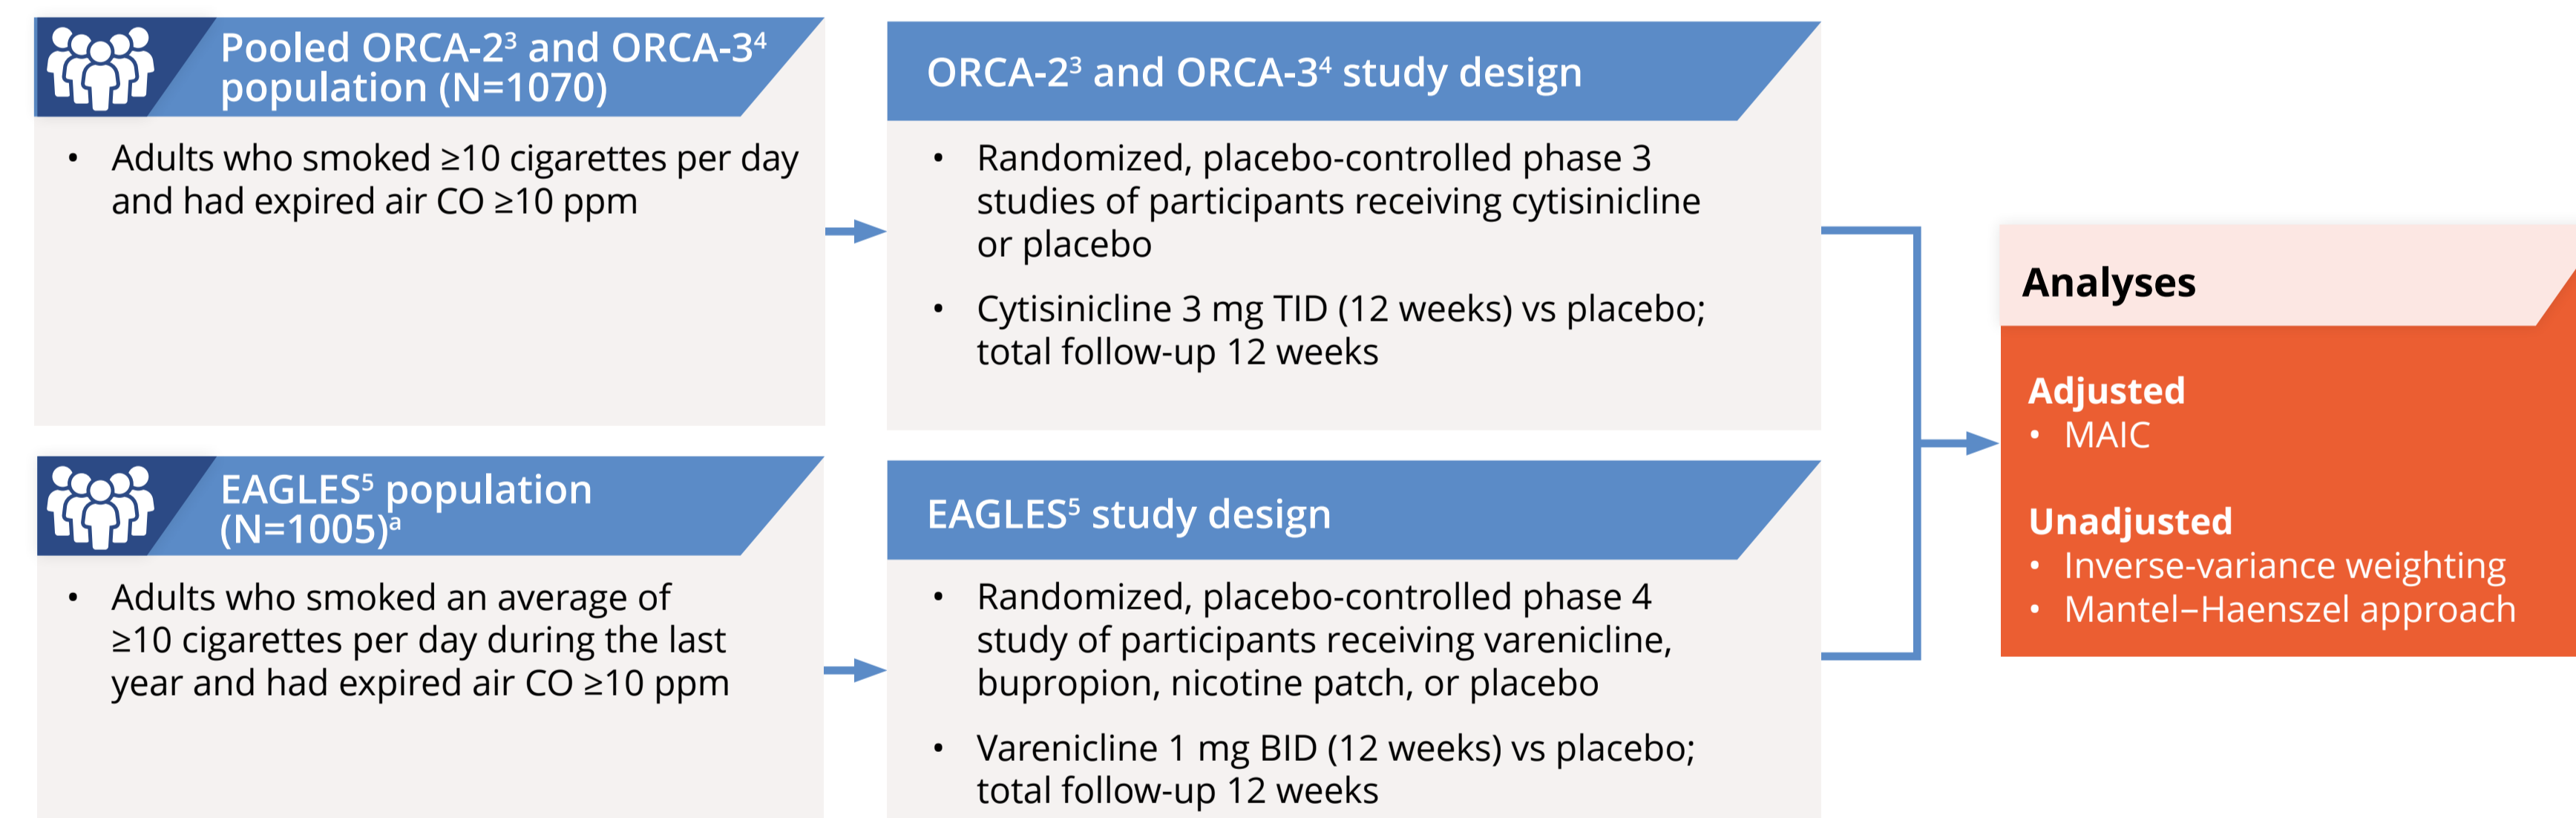 Pooled ORCA-2³ and ORCA-3⁴
population (N=1070)
• Adults who smoked ≥10 cigarettes per day
and had expired air CO ≥10 ppm
ORCA-2³ and ORCA-3⁴ study design
• Randomized, placebo-controlled phase 3
studies of participants receiving cytisinicline
or placebo
• Cytisinicline 3 mg TID (12 weeks) vs placebo;
total follow-up 12 weeks
EAGLES⁵ population
(N=1005)ᵃ
• Adults who smoked an average of
≥10 cigarettes per day during the last
year and had expired air CO ≥10 ppm
EAGLES⁵ study design
• Randomized, placebo-controlled phase 4
study of participants receiving varenicline,
bupropion, nicotine patch, or placebo
• Varenicline 1 mg BID (12 weeks) vs placebo;
total follow-up 12 weeks
Analyses
Adjusted
• MAIC
Unadjusted
• Inverse-variance weighting
• Mantel–Haenszel approach